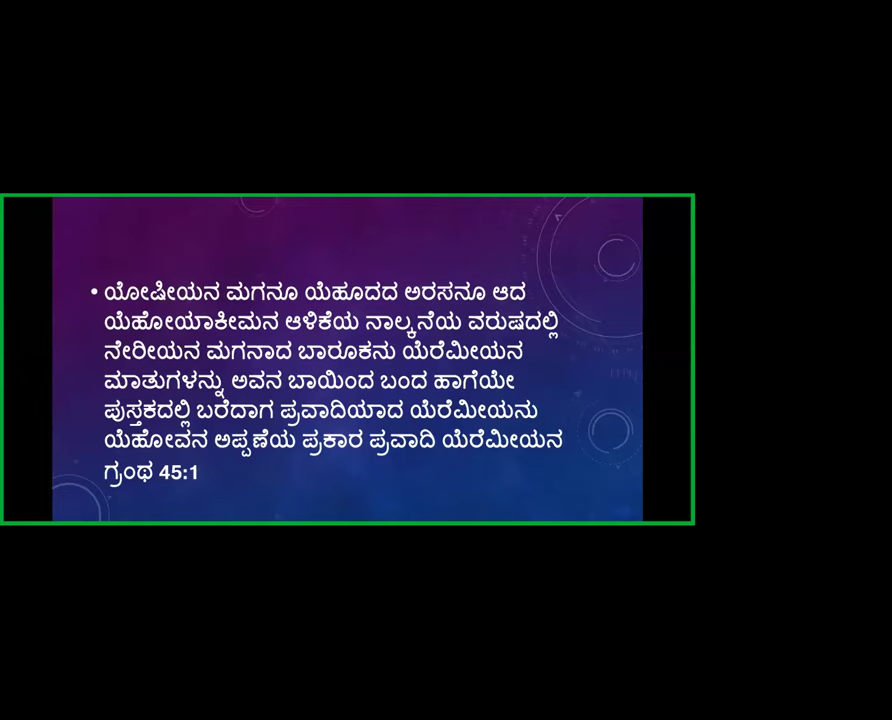 • ಯೋಷೀಯನ ಮಗನೂ ಯೆಹೂದದ ಅರಸನೂ ಆದ
ಯೆಹೋಯಾಕೀಮನ ಆಳಿಕೆಯ ನಾಲ್ಕನೆಯ ವರುಷದಲ್ಲಿ
ನೇರೀಯನ ಮಗನಾದ ಬಾರೂಕನು ಯೆರೆಮೀಯನ
ಮಾತುಗಳನ್ನು ಅವನ ಬಾಯಿಂದ ಬಂದ ಹಾಗೆಯೇ
ಪುಸ್ತಕದಲ್ಲಿ ಬರೆದಾಗ ಪ್ರವಾದಿಯಾದ ಯೆರೆಮೀಯನು
ಯೆಹೋವನ ಅಪ್ಪಣೆಯ ಪ್ರಕಾರ ಪ್ರವಾದಿ ಯೆರೆಮೀಯನ
ಗ್ರಂಥ 45:1